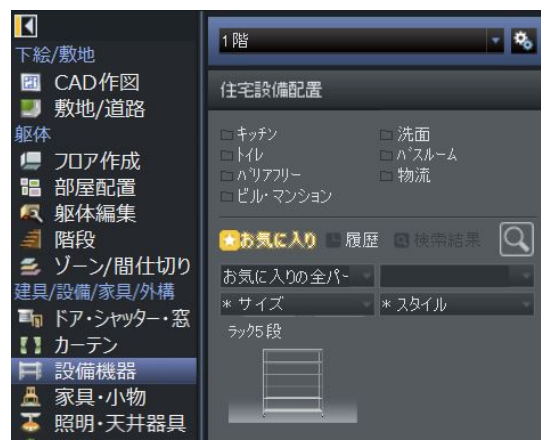 下絵/敷地
CAD作図
敷地/道路
躯体
フロア作成
部屋配置
躯体編集
階段
ゾーン/間仕切り
建具/設備/家具/外構
ドア・シャッター・窓
カーテン
設備機器
家具・小物
照明・天井器具
1階
住宅設備配置
キッチン
洗面
トイレ
バスルーム
バリアフリー
物流
ビル・マンション
お気に入り
履歴
検索結果
お気に入りの全パー
* サイズ
* スタイル
ラック5段